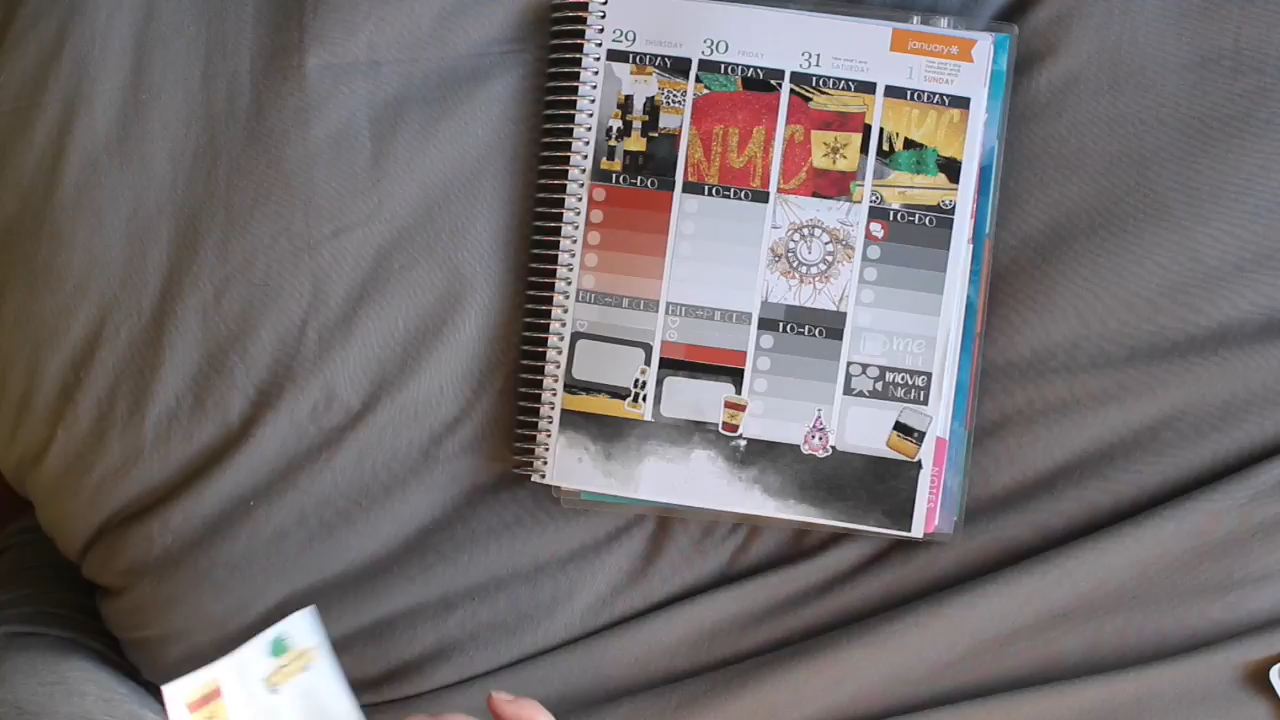 january*
29 THURSDAY
30 FRIDAY
31 SATURDAY
1 SUNDAY
TODAY
TODAY
TODAY
TODAY
NYC
NYC
TO-DO
TO-DO
TO-DO
BITS+PIECES
BITS+PIECES
TO-DO
MOVIE
NIGHT
NOTES